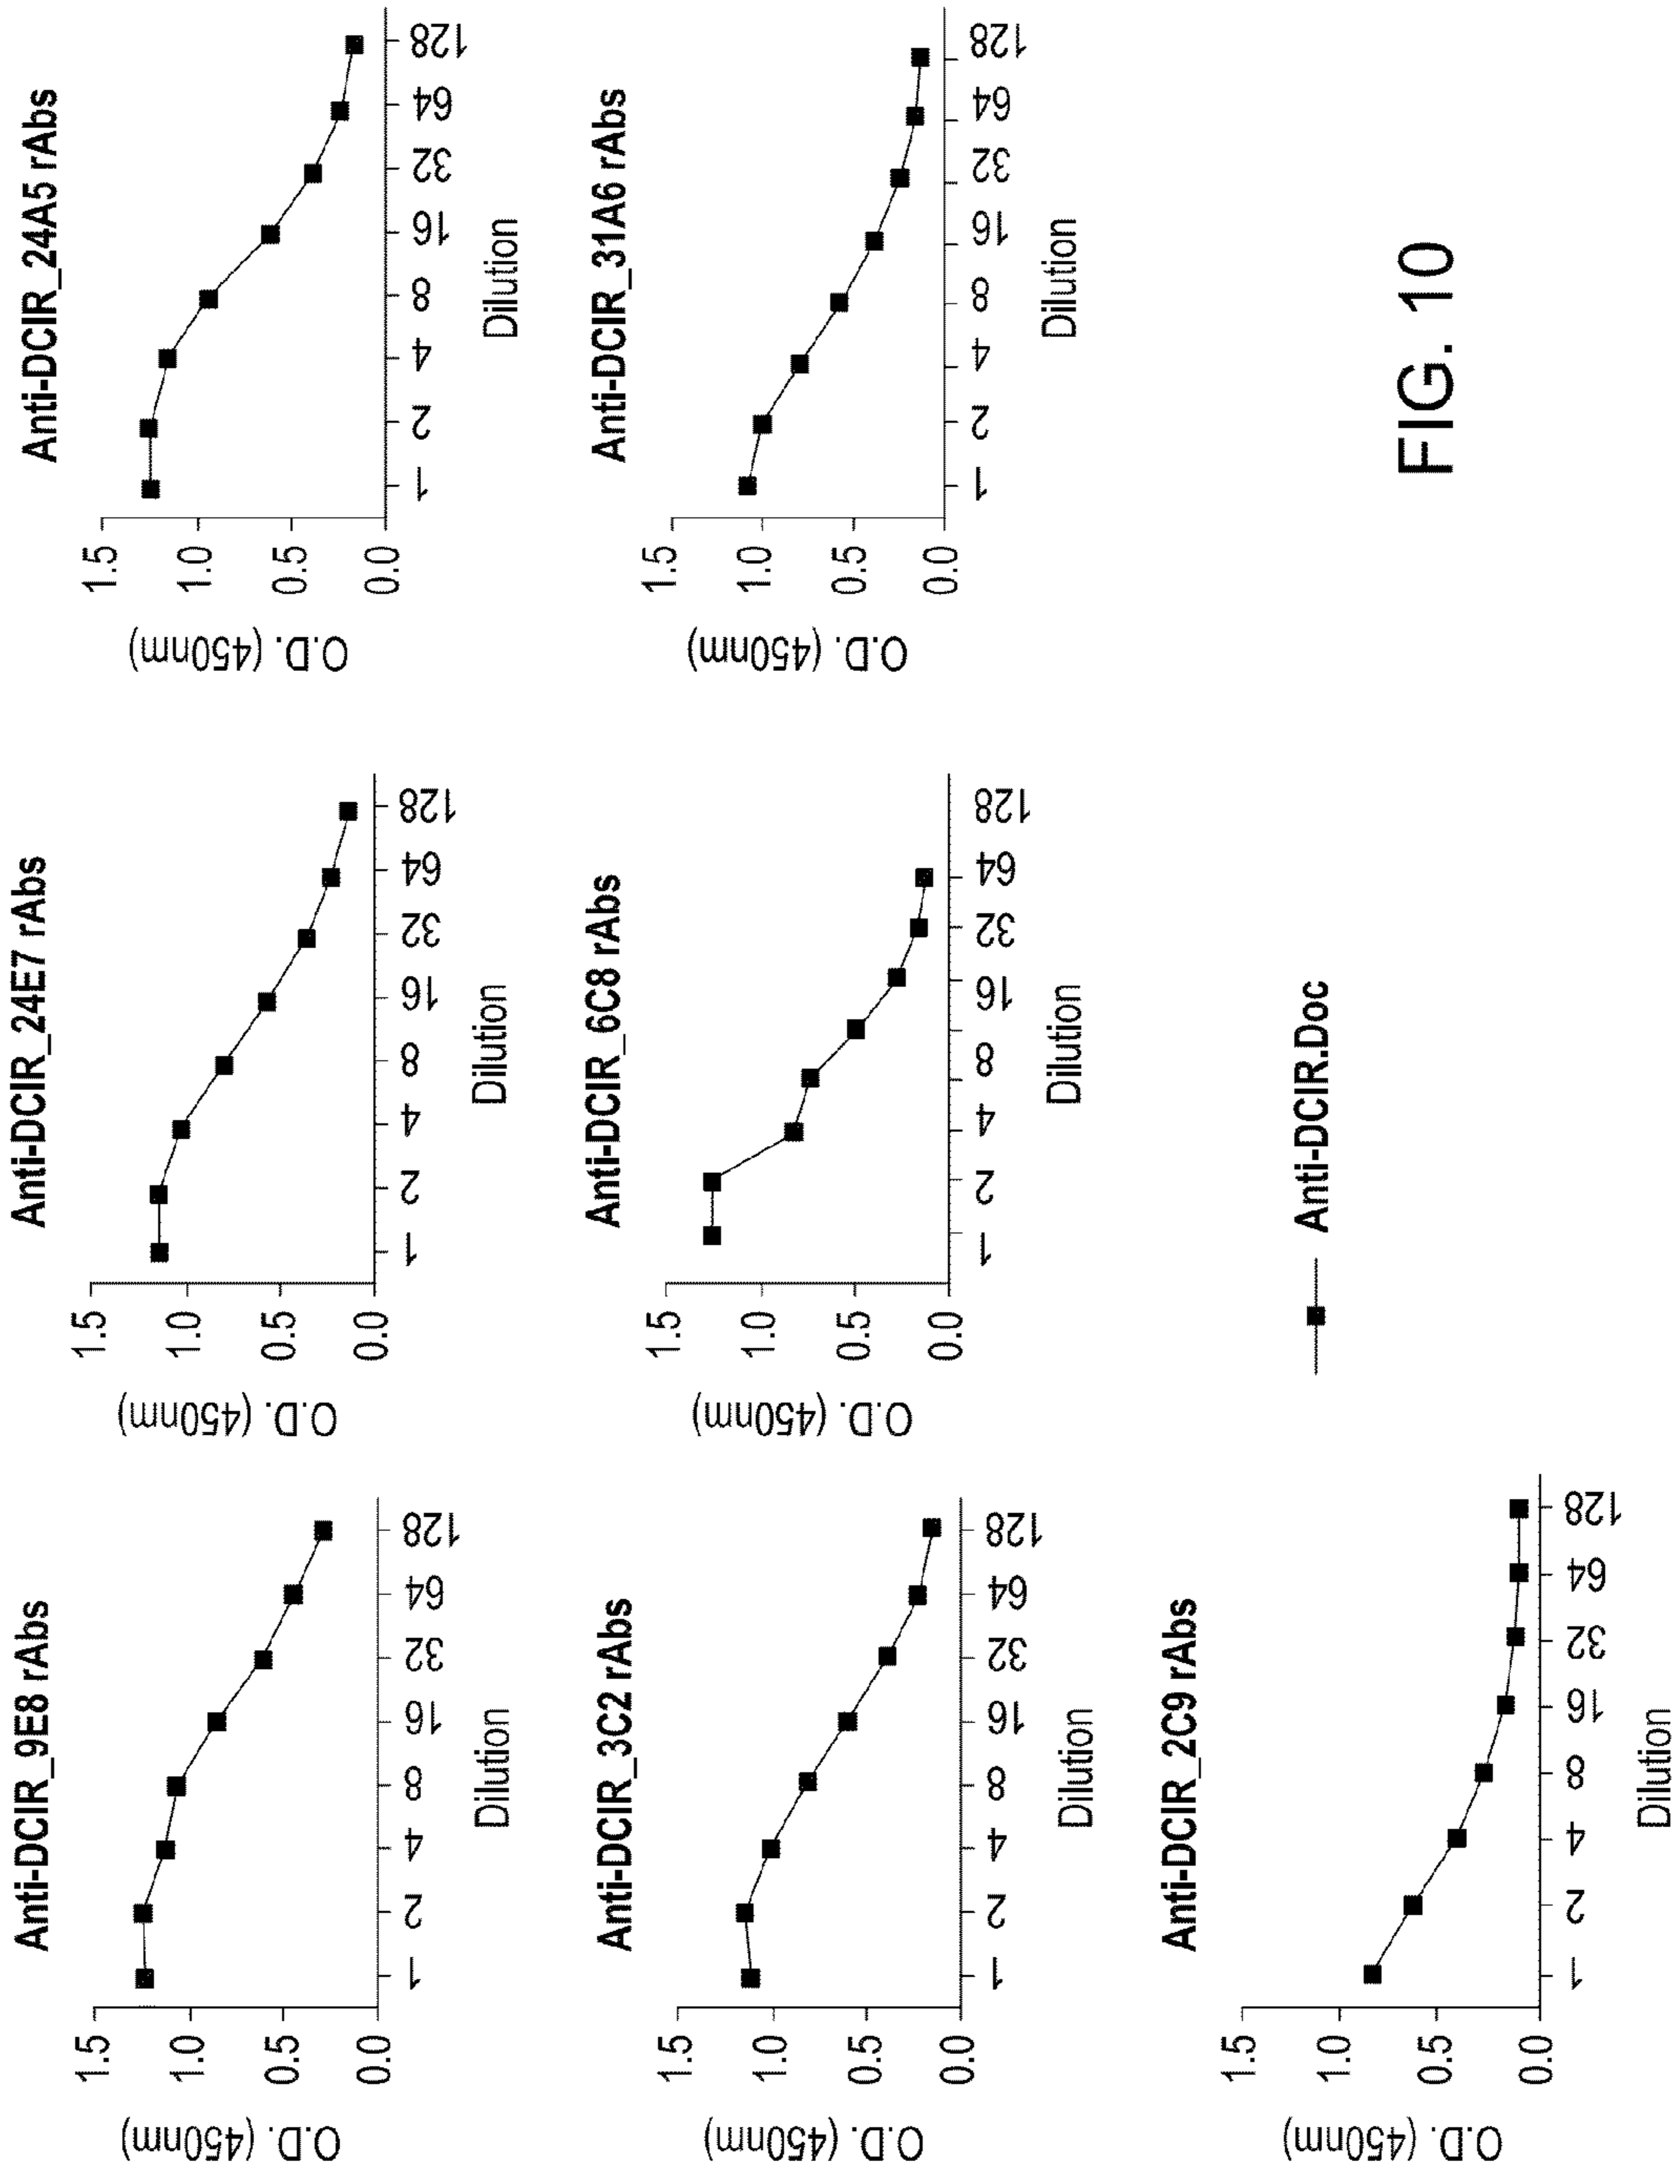 Anti-DCIR_9E8 rAbs
O.D. (450nm)
1.5
1.0
0.5
0.0
1 2 4 8 16 32 64 128
Dilution
Anti-DCIR_24E7 rAbs
O.D. (450nm)
1.5
1.0
0.5
0.0
1 2 4 8 16 32 64 128
Dilution
Anti-DCIR_24A5 rAbs
O.D. (450nm)
1.5
1.0
0.5
0.0
1 2 4 8 16 32 64 128
Dilution
Anti-DCIR_3C2 rAbs
O.D. (450nm)
1.5
1.0
0.5
0.0
1 2 4 8 16 32 64 128
Dilution
Anti-DCIR_6C8 rAbs
O.D. (450nm)
1.5
1.0
0.5
0.0
1 2 4 8 16 32 64 128
Dilution
Anti-DCIR_31A6 rAbs
O.D. (450nm)
1.5
1.0
0.5
0.0
1 2 4 8 16 32 64 128
Dilution
Anti-DCIR_2C9 rAbs
O.D. (450nm)
1.5
1.0
0.5
0.0
1 2 4 8 16 32 64 128
Dilution
Anti-DCIR.Doc
FIG. 10